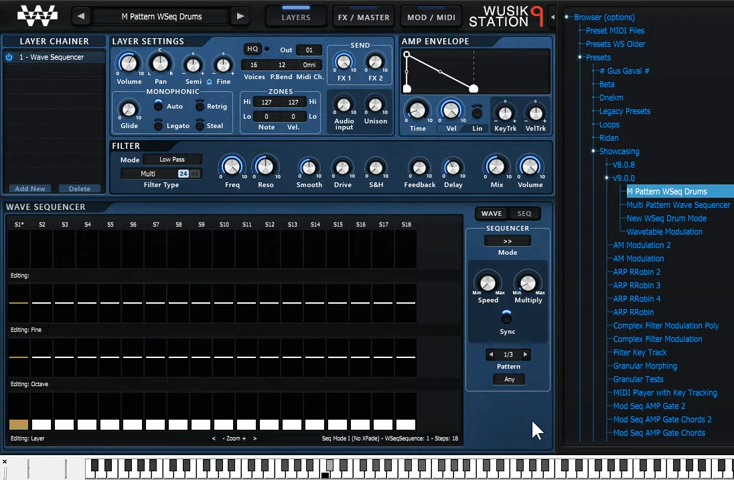 M Pattern WSeq Drums
LAYERS
FX / MASTER
MOD / MIDI
WUSIK
STATION 9
LAYER CHAINER
1 - Wave Sequencer
Add New
Delete
LAYER SETTINGS
Volume
Pan
HQ
Out
01
16
12
Omni
Semi
Fine
Voices
P.Bend
Midi Ch.
SEND
FX 1
FX 2
MONOPHONIC
Glide
Auto
Retrig
Legato
Steal
ZONES
Hi
127
127
Hi
Lo
0
0
Lo
Note
Vel.
Audio
input
Unison
AMP ENVELOPE
Time
Vel
Lin
KeyTrk
VelTrk
FILTER
Mode
Low Pass
Multi
24
Filter Type
Freq
Reso
Smooth
Drive
S&H
Feedback
Delay
Mix
Volume
WAVE SEQUENCER
WAVE
SEQ
S1*
S2
S3
S4
S5
S6
S7
S8
S9
S10
S11
S12
S13
S14
S15
S16
S17
S18
Editing:
Editing: Fine
Editing: Octave
Editing: Layer
< - Zoom + >
Seq Mode I (No XFade) - WSeqSequence: 1 - Steps: 18
SEQUENCER
>>
Mode
Min
Max
Speed
Min
Max
Multiply
Sync
1/3
Pattern
Any
Browser (options)
Preset MIDI Files
Presets WS Older
Presets
# Gus Gaval #
Beta
Dnekm
Legacy Presets
Loops
Ridan
Showcasing
V8.0.8
V9.0.0
M Pattern WSeq Drums
Multi Pattern Wave Sequencer
New WSeq Drum Mode
Wavetable Modulation
AM Modulation 2
AM Modulation
ARP RRobin 2
ARP RRobin 3
ARP RRobin 4
ARP RRobin
Complex Filter Modulation Poly
Complex Filter Modulation
Filter Key Track
Granular Morphing
Granular Tests
MIDI Player with Key Tracking
Mod Seq AMP Gate 2
Mod Seq AMP Gate Chords 2
Mod Seq AMP Gate Chords